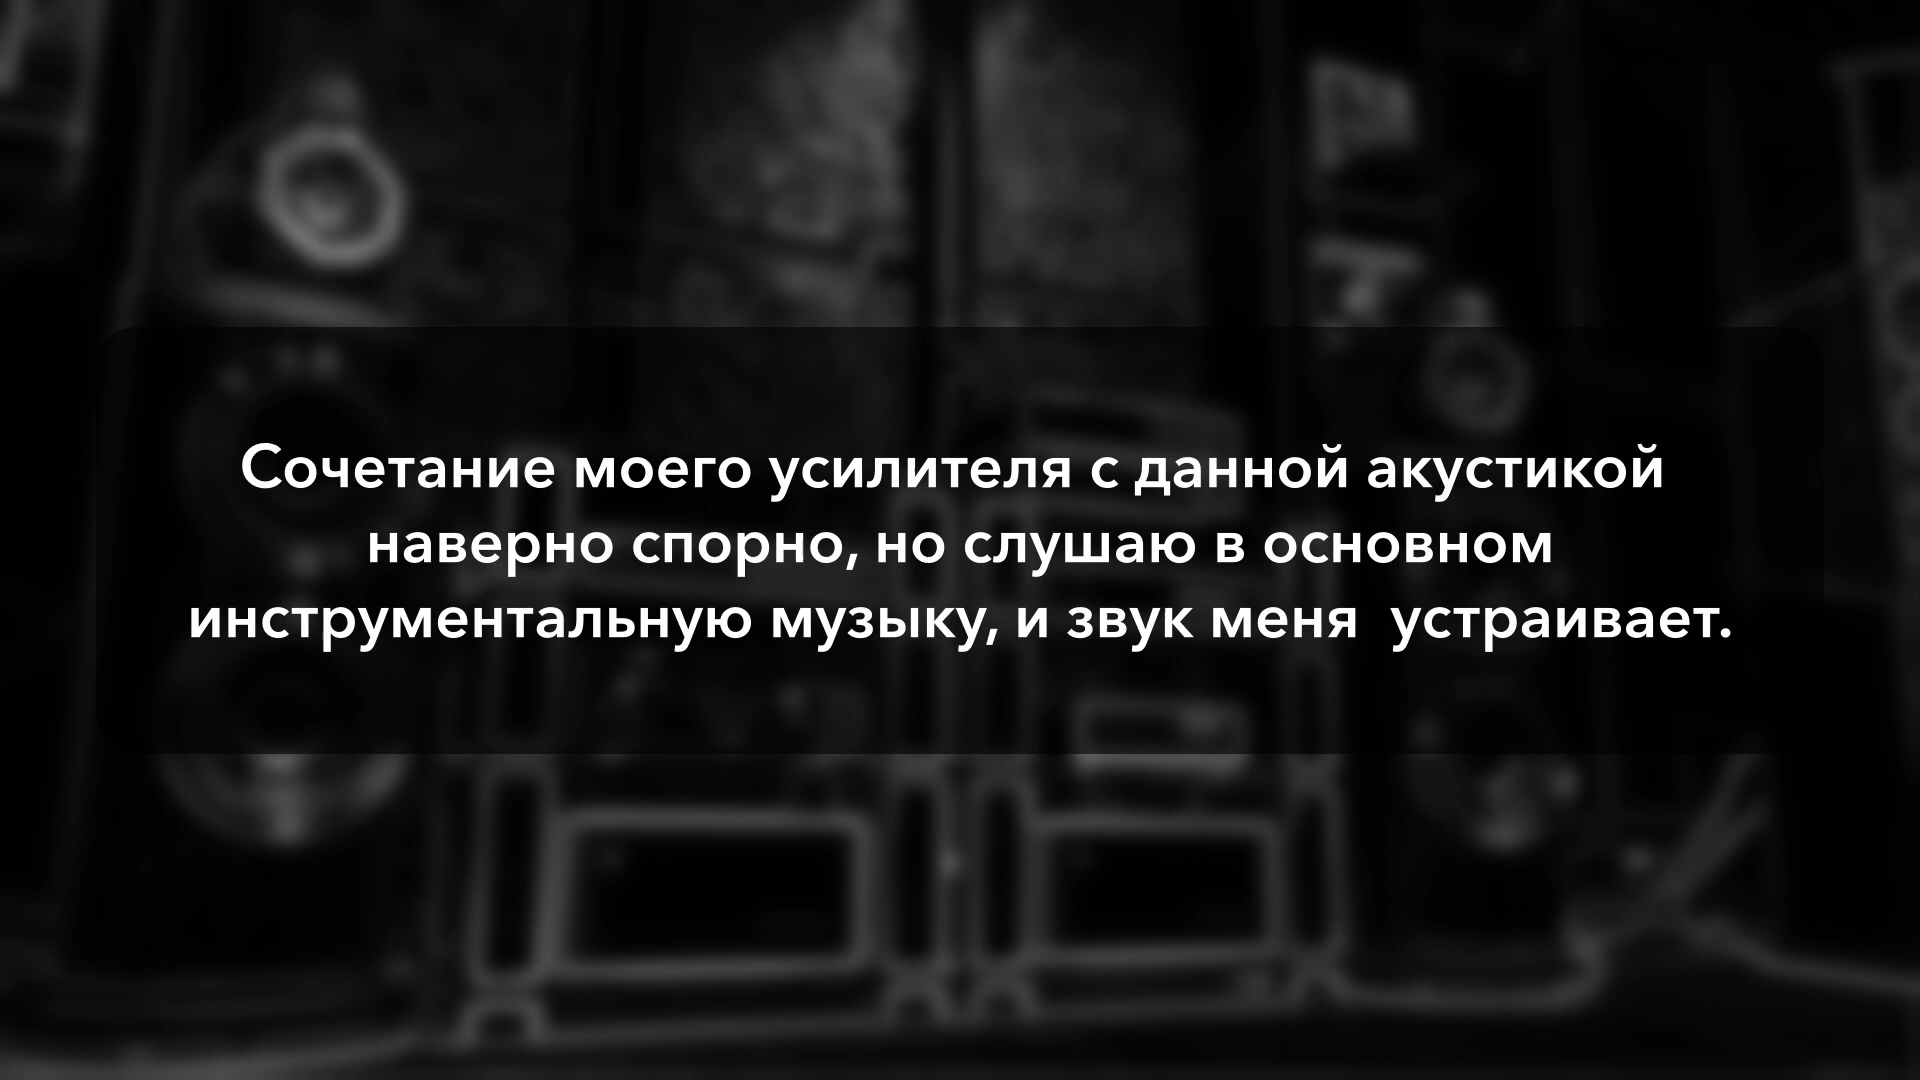 Сочетание моего усилителя с данной акустикой
наверно спорно, но слушаю в основном
инструментальную музыку, и звук меня  устраивает.